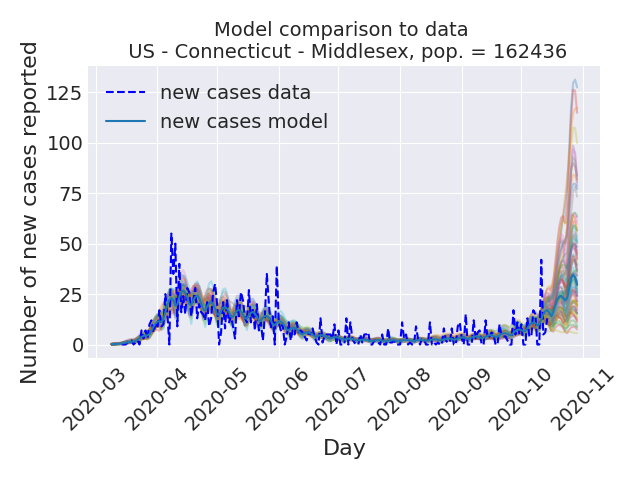 Model comparison to data
US - Connecticut - Middlesex, pop. = 162436
new cases data
new cases model
Number of new cases reported
125
100
75
50
25
0
2020-03
2020-04
2020-05
2020-06
2020-07
2020-08
2020-09
2020-10
2020-11
Day